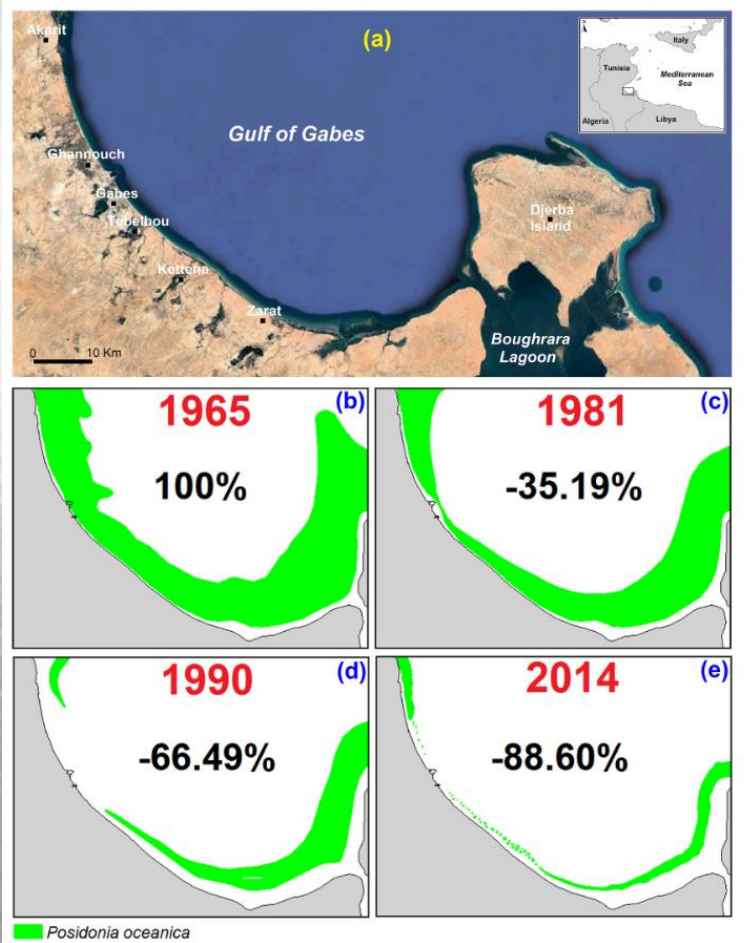 (a)
Akarit
N
Italy
Tunisia
Mediterranean
Sea
Algeria
Libya
Gulf of Gabes
Ghannouch
Gabes
Tebelbou
Kettena
Zarat
Djerba
Island
Boughrara
Lagoon
0 10 Km
(b)
1965
100%
(c)
1981
-35.19%
(d)
1990
-66.49%
(e)
2014
-88.60%
Posidonia oceanica